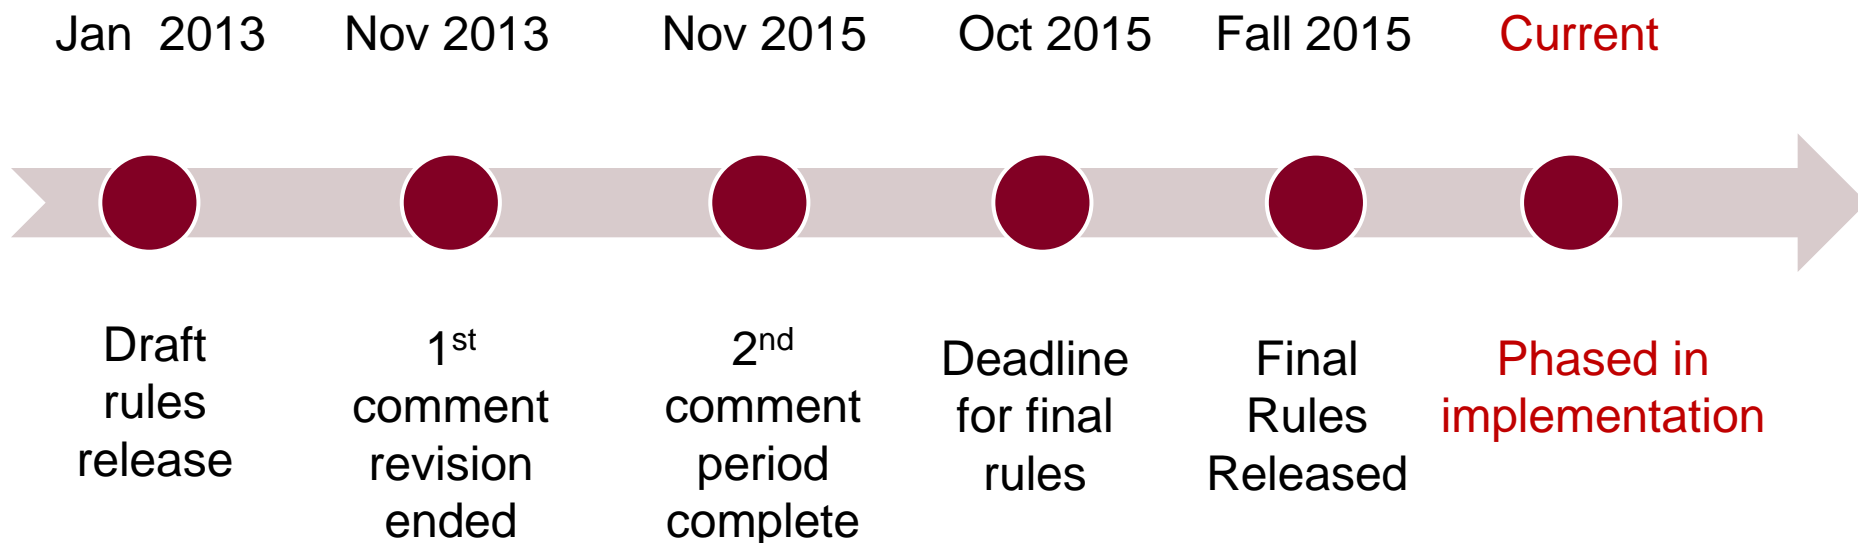 Jan 2013
Nov 2013
Nov 2015
Oct 2015
Fall 2015
Current
Draft
rules
release
1st
comment
revision
ended
2nd
comment
period
complete
Deadline
for final
rules
Final
Rules
Released
Phased in
implementation